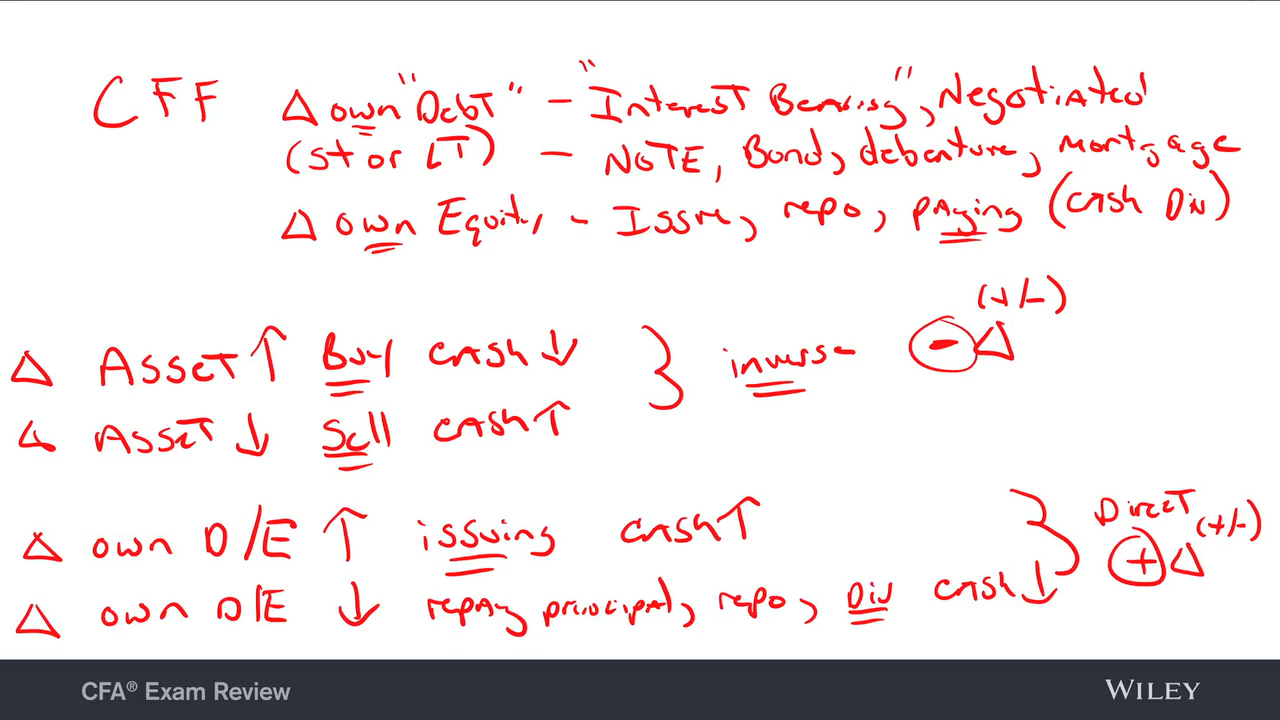 CFF Δ own "Debt" - "Interest Bearing", Negotiated
(St or LT) - NOTE, Bond, debenture, mortgage
Δ own Equity - Issue, repo, paying (cash Div)
(+/-)
Δ Asset ↑ Buy cash ↓ } inverse - Δ
Δ Asset ↓ Sell cash ↑
Direct
Δ own D/E ↑ issuing cash ↑ } + Δ (+/-)
Δ own D/E ↓ repay principal, repo, Div cash ↓
CFA® Exam Review WILEY